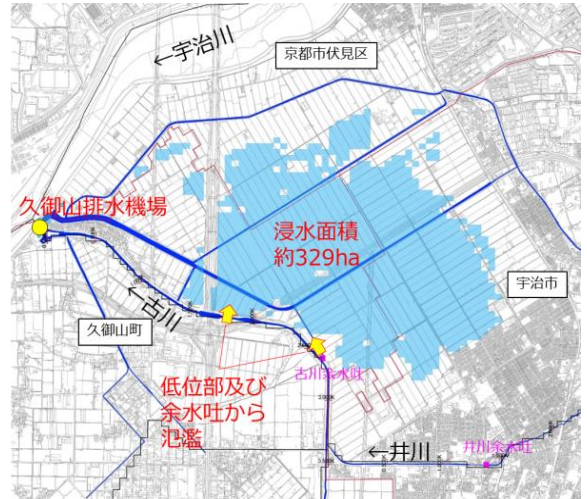 ←宇治川
京都市伏見区
久御山排水機場
浸水面積
約329ha
宇治市
←古川
久御山町
古川余水吐
低位部及び
余水吐から
氾濫
←井川
井川余水吐